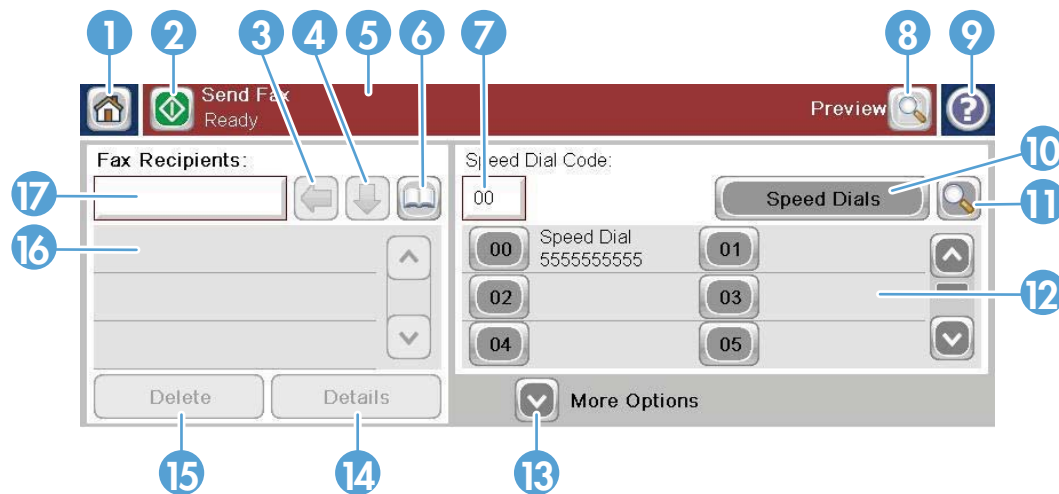 1 2 3 4 5 6 7 8 9
Send Fax
Ready
Preview
Fax Recipients:
Speed Dial Code:
10
17
00
Speed Dials
11
16
00 Speed Dial 01
5555555555
12
02 03
04 05
Delete Details
More Options
15 14 13